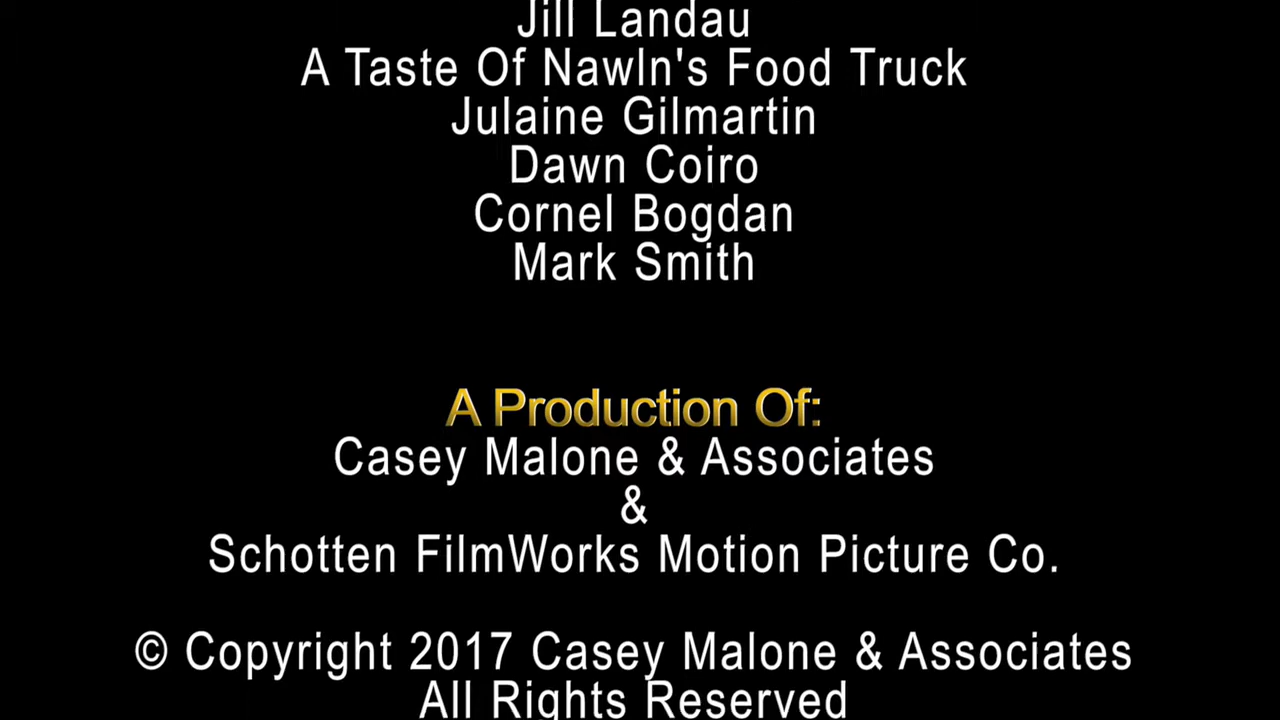 Jill Landau
A Taste Of Nawln's Food Truck
Julaine Gilmartin
Dawn Coiro
Cornel Bogdan
Mark Smith
A Production Of:
Casey Malone & Associates
&
Schotten FilmWorks Motion Picture Co.
© Copyright 2017 Casey Malone & Associates
All Rights Reserved